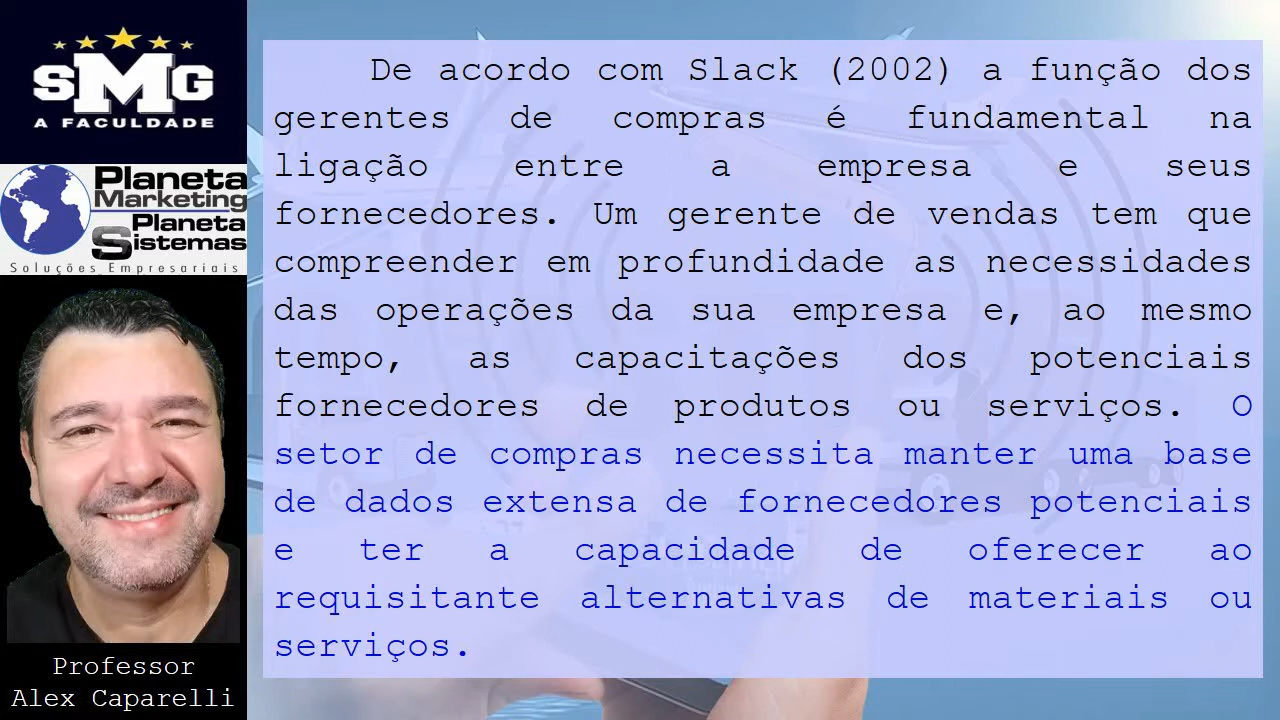 SMG
A FACULDADE
Planeta
Marketing
Planeta
Sistemas
Soluções Empresariais
Professor
Alex Caparelli
De acordo com Slack (2002) a função dos
gerentes de compras é fundamental na
ligação entre a empresa e seus
fornecedores. Um gerente de vendas tem que
compreender em profundidade as necessidades
das operações da sua empresa e, ao mesmo
tempo, as capacitações dos potenciais
fornecedores de produtos ou serviços. O
setor de compras necessita manter uma base
de dados extensa de fornecedores potenciais
e ter a capacidade de oferecer ao
requisitante alternativas de materiais ou
serviços.